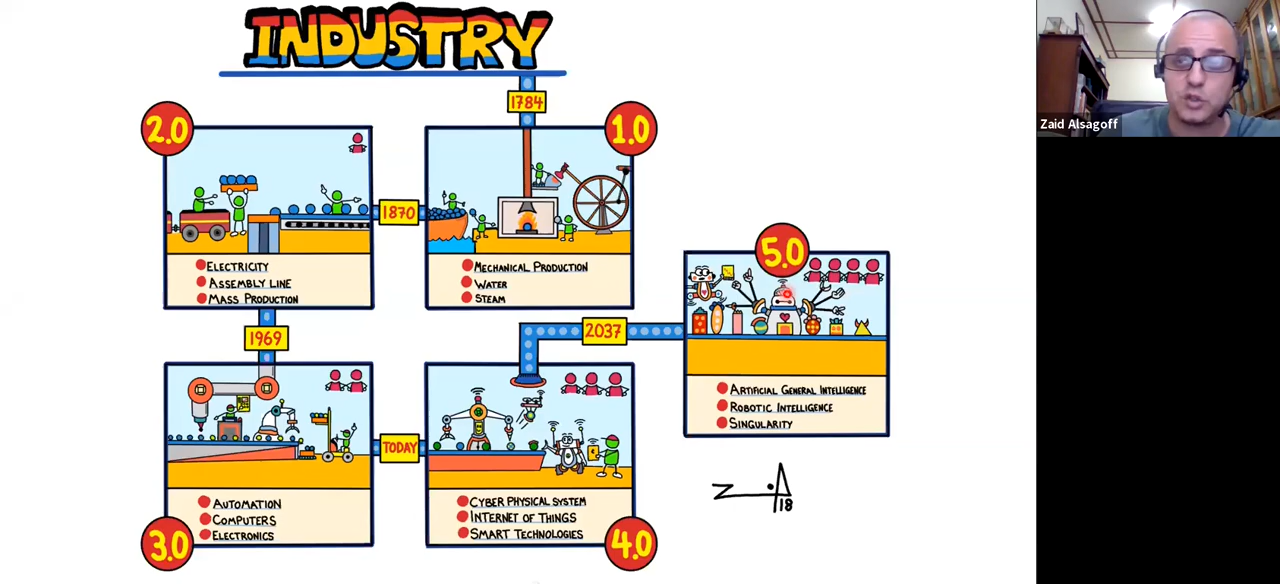 INDUSTRY
1784
1.0
MECHANICAL PRODUCTION
WATER
STEAM
1870
2.0
ELECTRICITY
ASSEMBLY LINE
MASS PRODUCTION
1969
3.0
AUTOMATION
COMPUTERS
ELECTRONICS
TODAY
4.0
CYBER PHYSICAL SYSTEM
INTERNET OF THINGS
SMART TECHNOLOGIES
2037
5.0
ARTIFICIAL GENERAL INTELLIGENCE
ROBOTIC INTELLIGENCE
SINGULARITY
18
Zaid Alsagoff